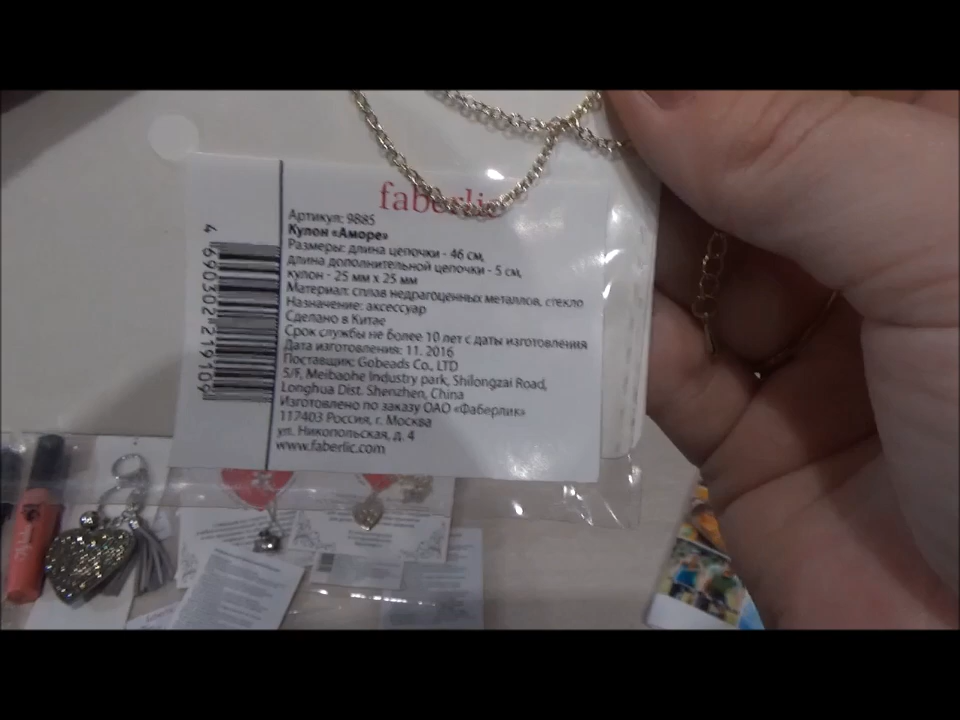 faberlic
Артикул: 9885
Кулон «Аморе»
Размеры: длина цепочки - 46 см,
длина дополнительной цепочки - 5 см,
кулон - 25 мм х 25 мм
Материал: сплав недрагоценных металлов, стекло
Назначение: аксессуар
Сделано в Китае
Срок службы не более 10 лет с даты изготовления
Дата изготовления: 11. 2016
Поставщик: Gobeads Co., LTD
5/F, Meibaohe Industry park, Shilongzai Road,
Longhua Dist. Shenzhen, China
Изготовлено по заказу ОАО «Фаберлик»
117403 Россия, г. Москва
ул. Никопольская, д. 4
www.faberlic.com
4 690302 219109